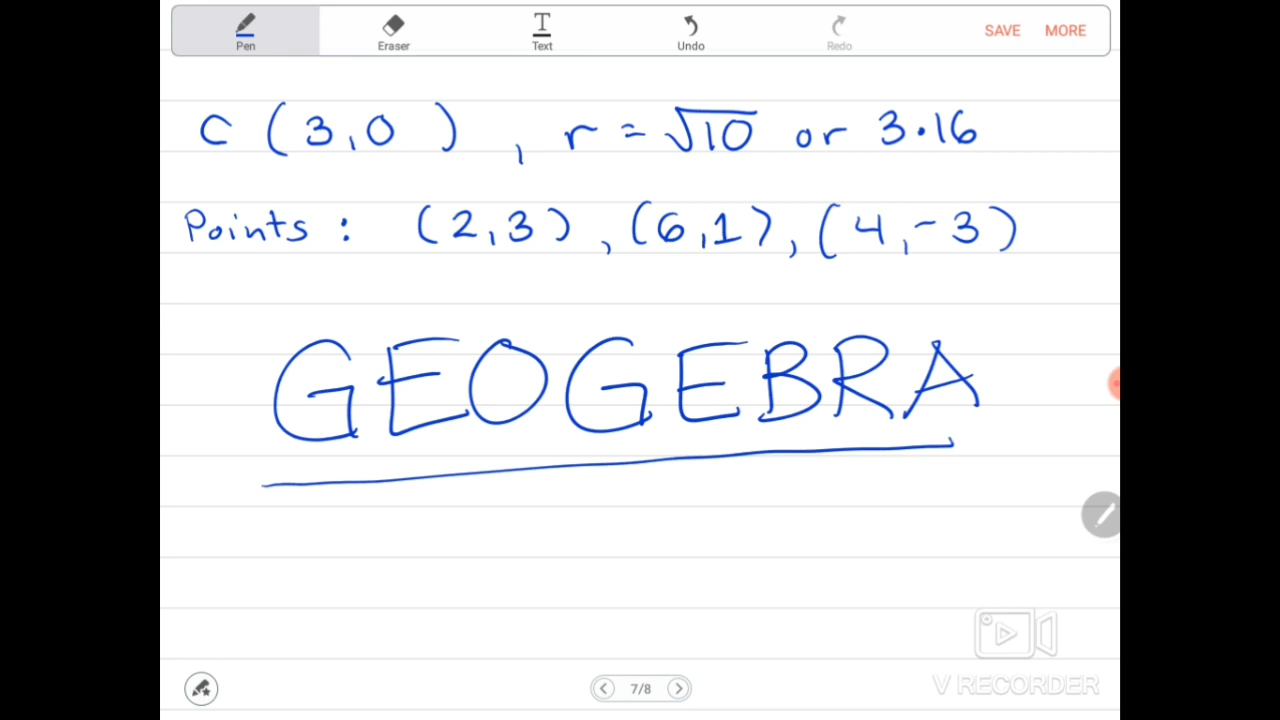 Pen Eraser Text Undo Redo SAVE MORE
C (3,0), r = √10 or 3.16
Points: (2,3), (6,1), (4,-3)
GEOGEBRA
7/8
V RECORDER